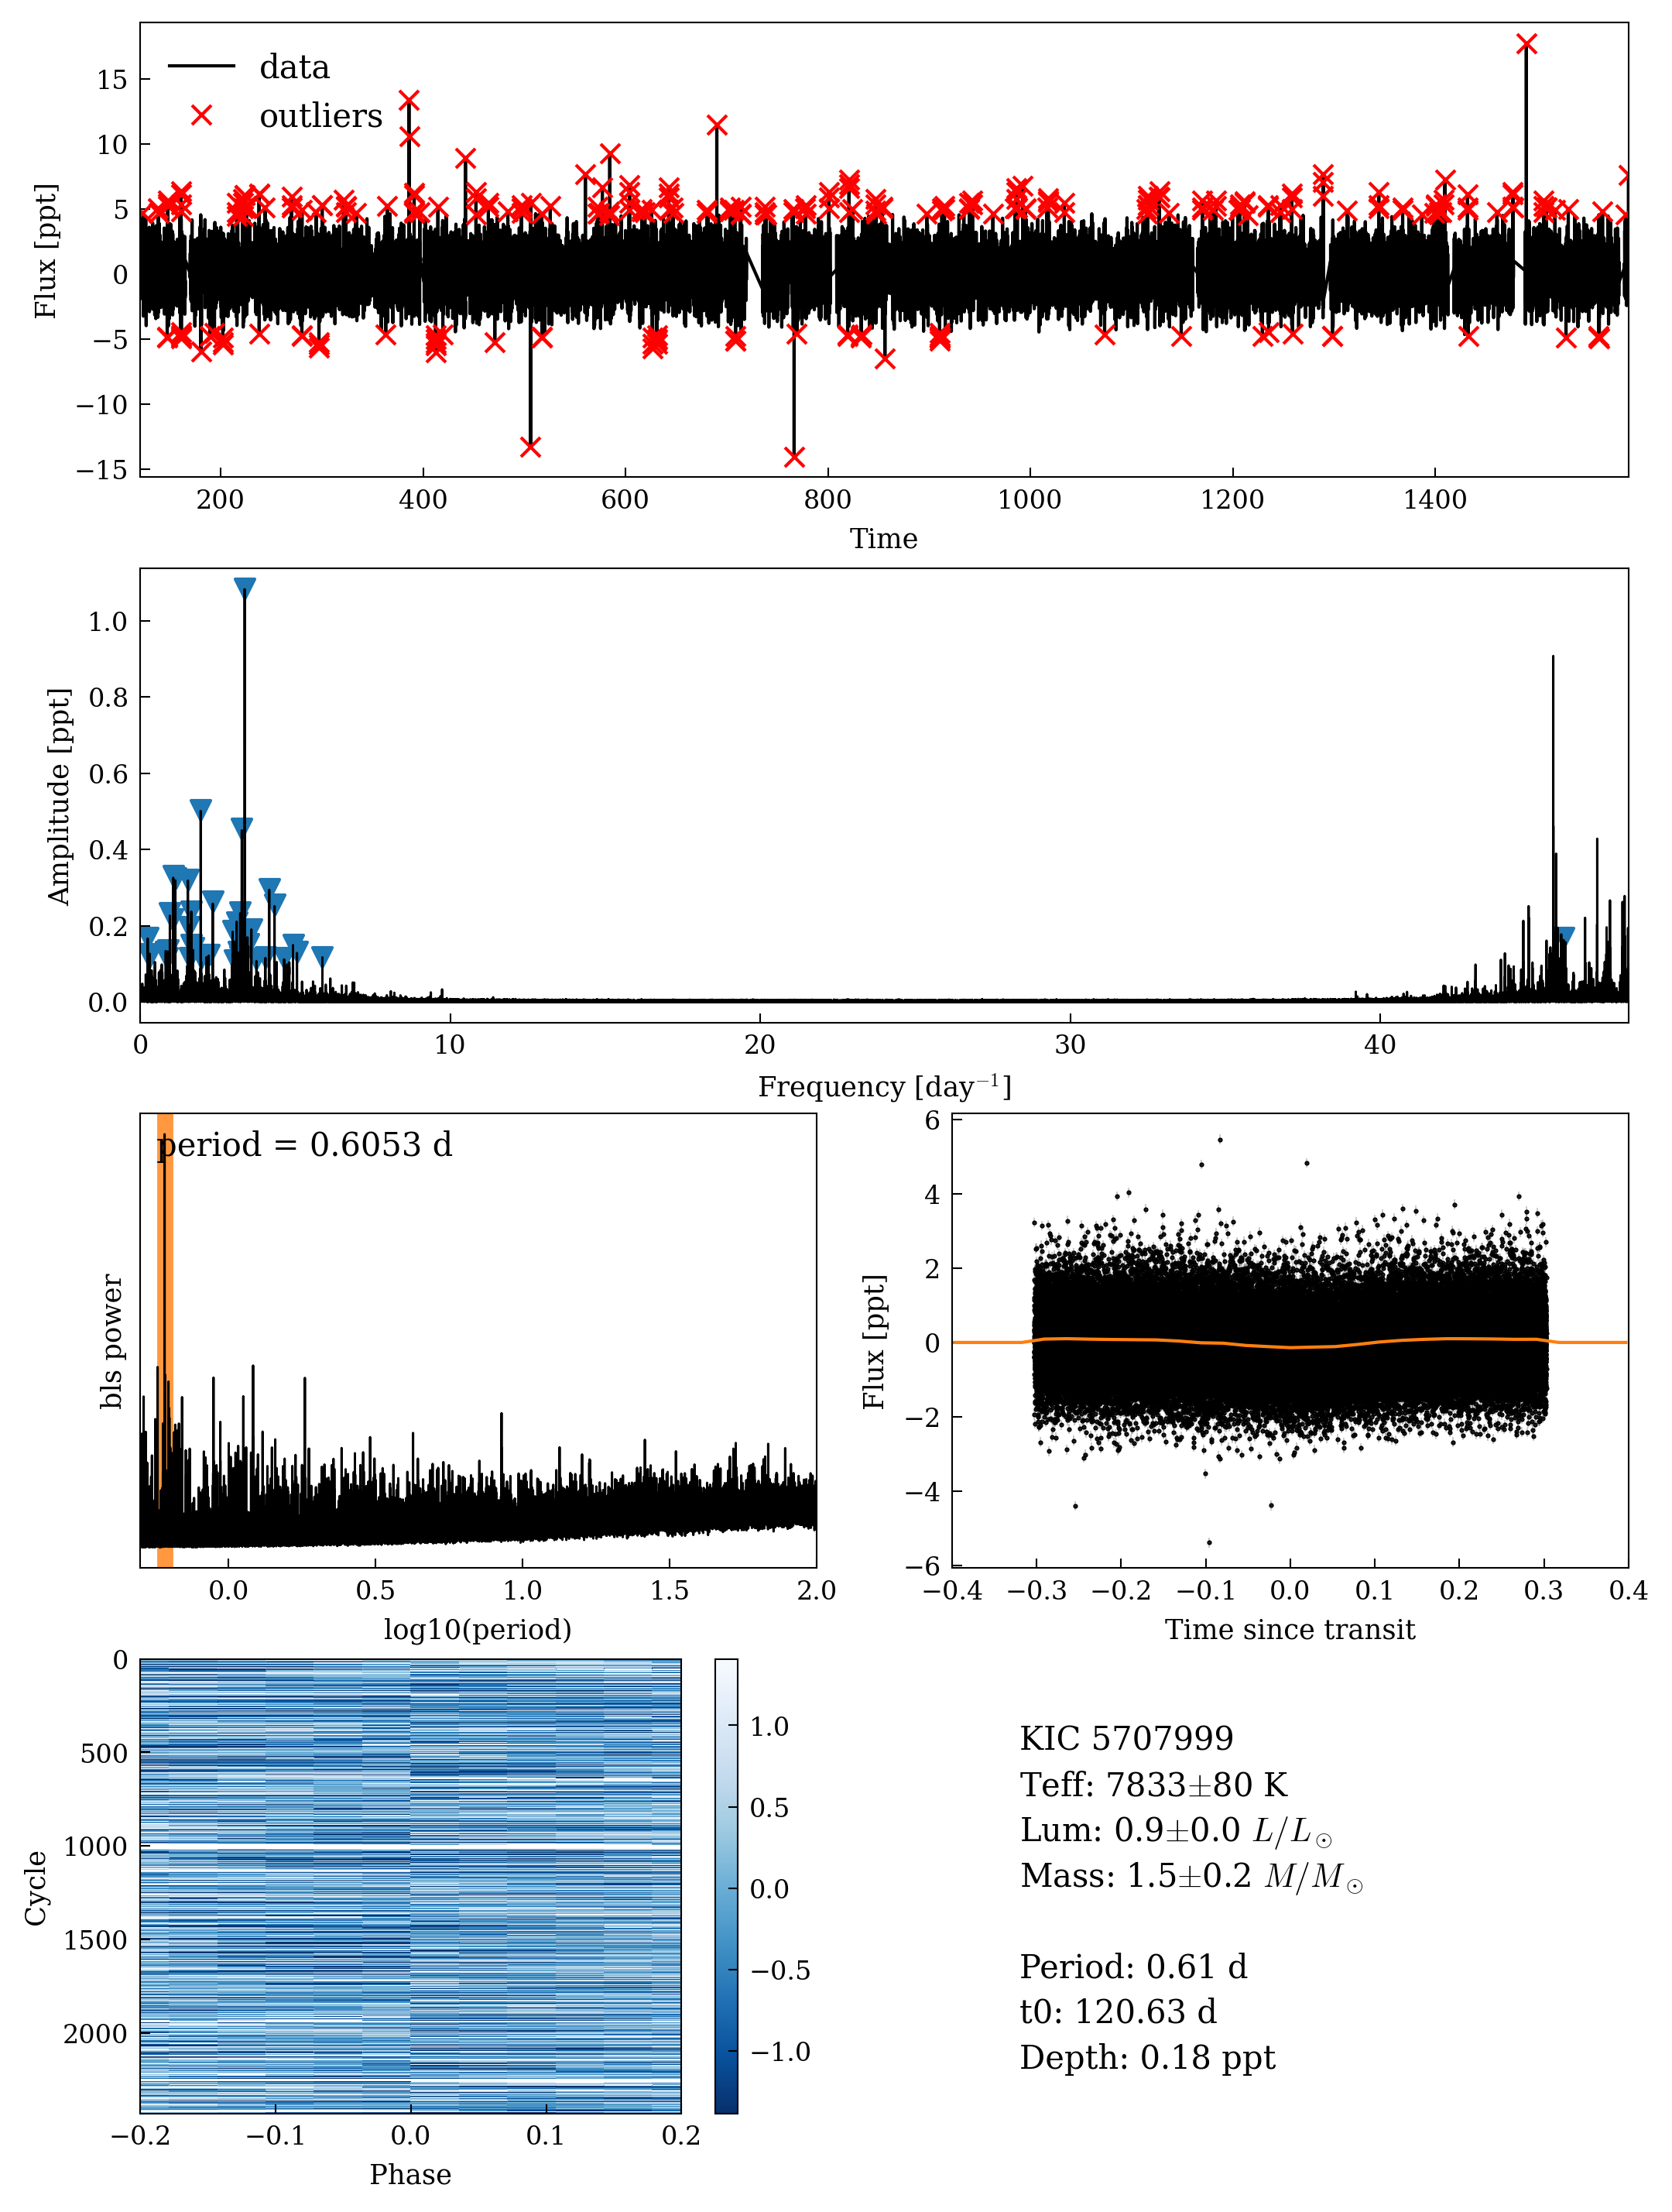 data
outliers
15
10
5
0
−5
−10
−15
Flux [ppt]
200 400 600 800 1000 1200 1400
Time
1.0
0.8
0.6
0.4
0.2
0.0
Amplitude [ppt]
0 10 20 30 40
Frequency [day⁻¹]
period = 0.6053 d
bls power
0.0 0.5 1.0 1.5 2.0
log10(period)
6
4
2
0
−2
−4
−6
Flux [ppt]
−0.4 −0.3 −0.2 −0.1 0.0 0.1 0.2 0.3 0.4
Time since transit
0
500
1000
1500
2000
Cycle
−0.2 −0.1 0.0 0.1 0.2
Phase
1.0
0.5
0.0
−0.5
−1.0
KIC 5707999
Teff: 7833±80 K
Lum: 0.9±0.0 L/L⊙
Mass: 1.5±0.2 M/M⊙
Period: 0.61 d
t0: 120.63 d
Depth: 0.18 ppt